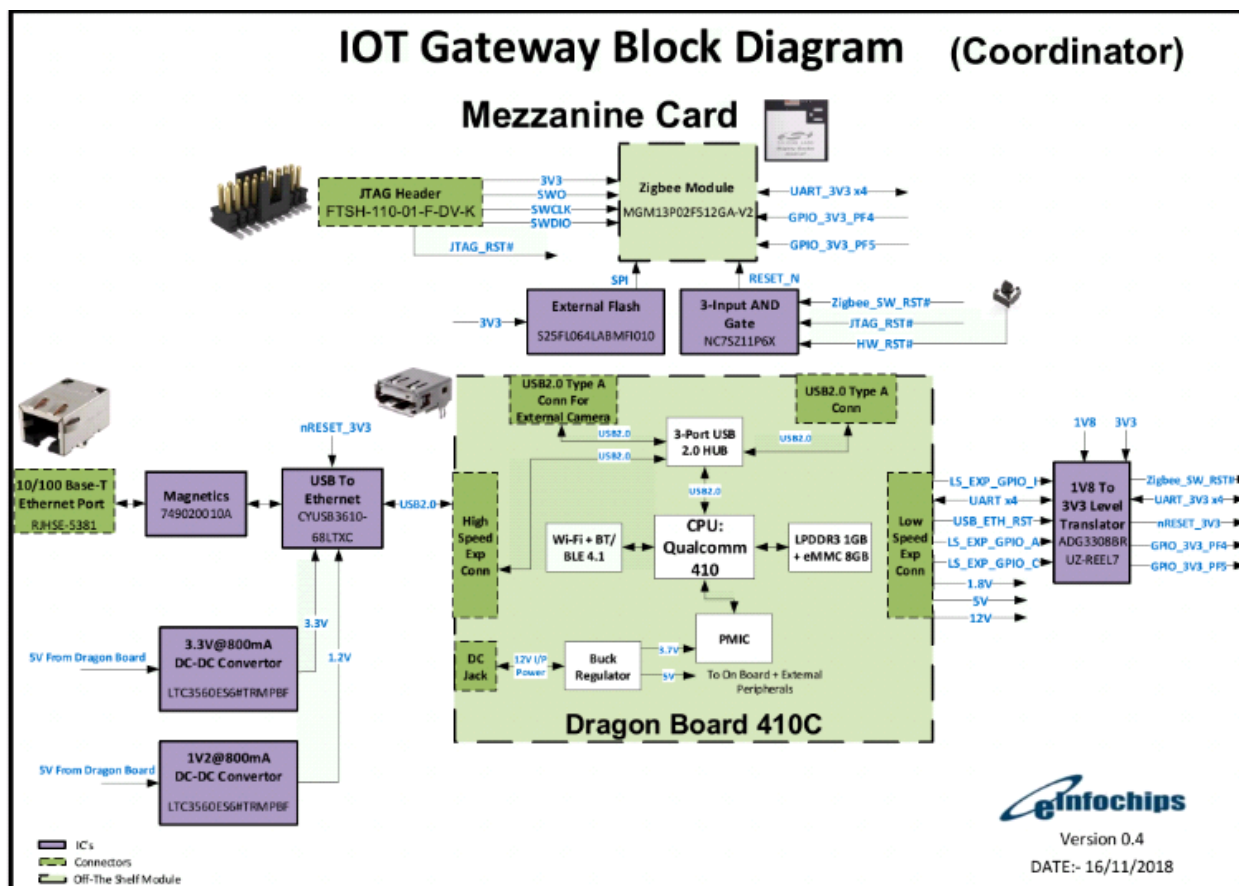 IOT Gateway Block Diagram (Coordinator)
Mezzanine Card
JTAG Header
FTSH-110-01-F-DV-K
3V3
SWO
SWCLK
SWDIO
JTAG_RST#
Zigbee Module
MGM13P02F512GA-V2
UART_3V3 x4
GPIO_3V3_PF4
GPIO_3V3_PF5
SPI
RESET_N
3V3
External Flash
S25FL064LABMFI010
3-Input AND
Gate
NC7SZ11P6X
Zigbee_SW_RST#
JTAG_RST#
HW_RST#
10/100 Base-T
Ethernet Port
RJHSE-5381
Magnetics
749020010A
nRESET_3V3
USB To
Ethernet
CYUSB3610-
68LTXC
USB2.0
3.3V
1.2V
5V From Dragon Board
3.3V@800mA
DC-DC Convertor
LTC3560ES6#TRMPBF
5V From Dragon Board
1V2@800mA
DC-DC Convertor
LTC3560ES6#TRMPBF
USB2.0 Type A
Conn For
External Camera
USB2.0 Type A
Conn
USB2.0
USB2.0
3-Port USB
2.0 HUB
USB2.0
USB2.0
High
Speed Exp
Conn
Wi-Fi + BT/
BLE 4.1
CPU:
Qualcomm
410
LPDDR3 1GB
+ eMMC 8GB
Low
Speed
Exp
Conn
DC
Jack
12V I/P
Power
Buck
Regulator
3.7V
5V
PMIC
To On Board + External
Peripherals
Dragon Board 410C
LS_EXP_GPIO_I
UART x4
USB_ETH_RST
LS_EXP_GPIO_A
LS_EXP_GPIO_C
1.8V
5V
12V
1V8
3V3
1V8 To
3V3 Level
Translator
ADG3308BR
UZ-REEL7
Zigbee_SW_RST#
UART_3V3 x4
nRESET_3V3
GPIO_3V3_PF4
GPIO_3V3_PF5
IC's
Connectors
Off-The Shelf Module
eInfochips
Version 0.4
DATE:- 16/11/2018